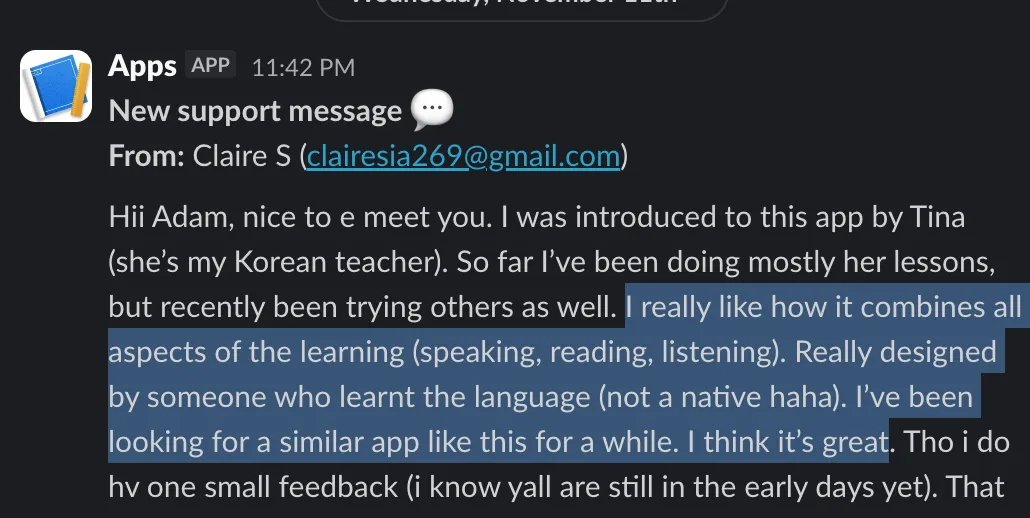 Wednesday, November 11th
Apps APP 11:42 PM
New support message
From: Claire S (clairesia269@gmail.com)
Hii Adam, nice to e meet you. I was introduced to this app by Tina
(she’s my Korean teacher). So far I’ve been doing mostly her lessons,
but recently been trying others as well. I really like how it combines all
aspects of the learning (speaking, reading, listening). Really designed
by someone who learnt the language (not a native haha). I’ve been
looking for a similar app like this for a while. I think it’s great. Tho i do
hv one small feedback (i know yall are still in the early days yet). That